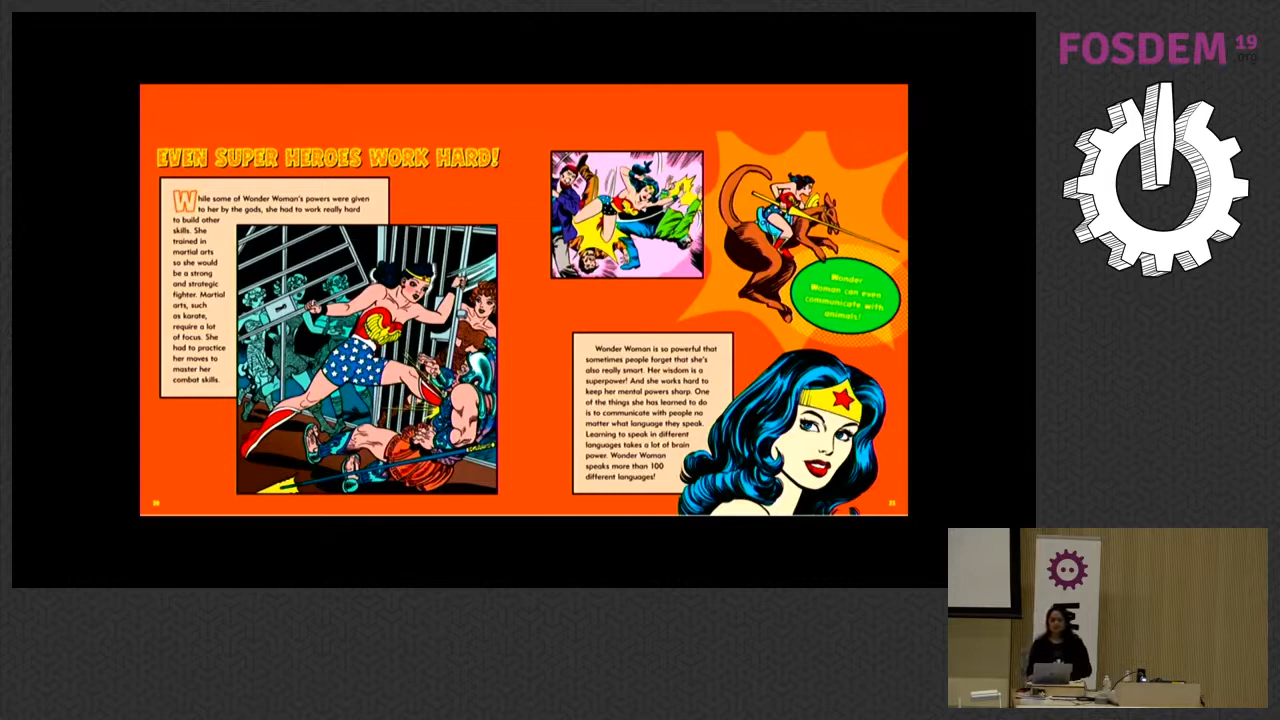 FOSDEM 19
.org
EVEN SUPER HEROES WORK HARD!
While some of Wonder Woman's powers were given
to her by the gods, she had to work really hard
to build other
skills. She
trained in
martial arts
so she would
be a strong
and strategic
fighter. Martial
arts, such
as karate,
require a lot
of focus. She
had to practice
her moves to
master her
combat skills.
Wonder
Woman can even
communicate with
animals!
Wonder Woman is so powerful that
sometimes people forget that she's
also really smart. Her wisdom is a
superpower! And she works hard to
keep her mental powers sharp. One
of the things she has learned to do
is to communicate with people no
matter what language they speak.
Learning to speak in different
languages takes a lot of brain
power. Wonder Woman
speaks more than 100
different languages!